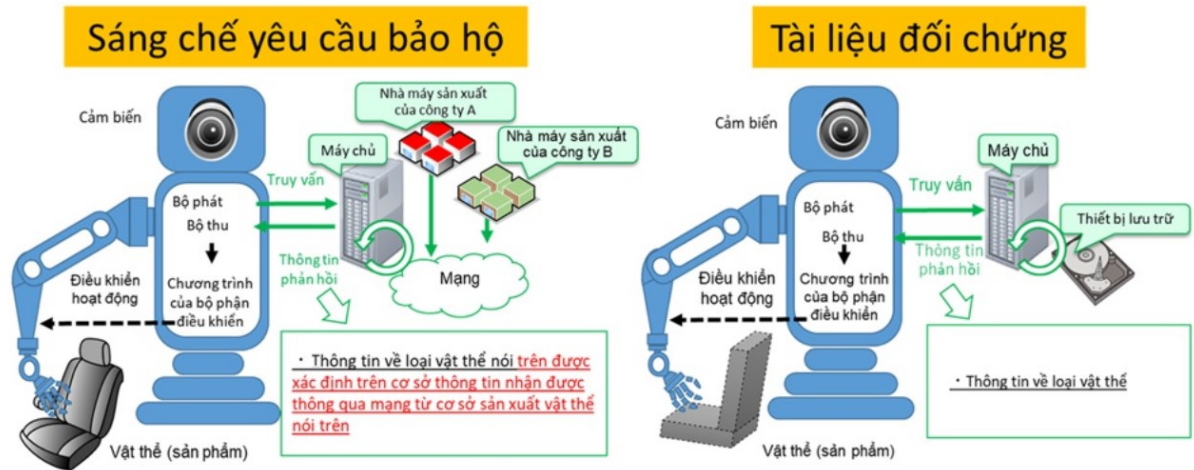 Sáng chế yêu cầu bảo hộ
Cảm biến
Nhà máy sản xuất
của công ty A
Nhà máy sản xuất
của công ty B
Máy chủ
Truy vấn
Bộ phát
Bộ thu
Thông tin
phản hồi
Mạng
Điều khiển
hoạt động
Chương trình
của bộ phận
điều khiển
· Thông tin về loại vật thể nói trên được
xác định trên cơ sở thông tin nhận được
thông qua mạng từ cơ sở sản xuất vật thể
nói trên
Vật thể (sản phẩm)
Tài liệu đối chứng
Cảm biến
Máy chủ
Truy vấn
Bộ phát
Bộ thu
Thiết bị lưu trữ
Thông tin
phản hồi
Điều khiển
hoạt động
Chương trình
của bộ phận
điều khiển
· Thông tin về loại vật thể
Vật thể (sản phẩm)